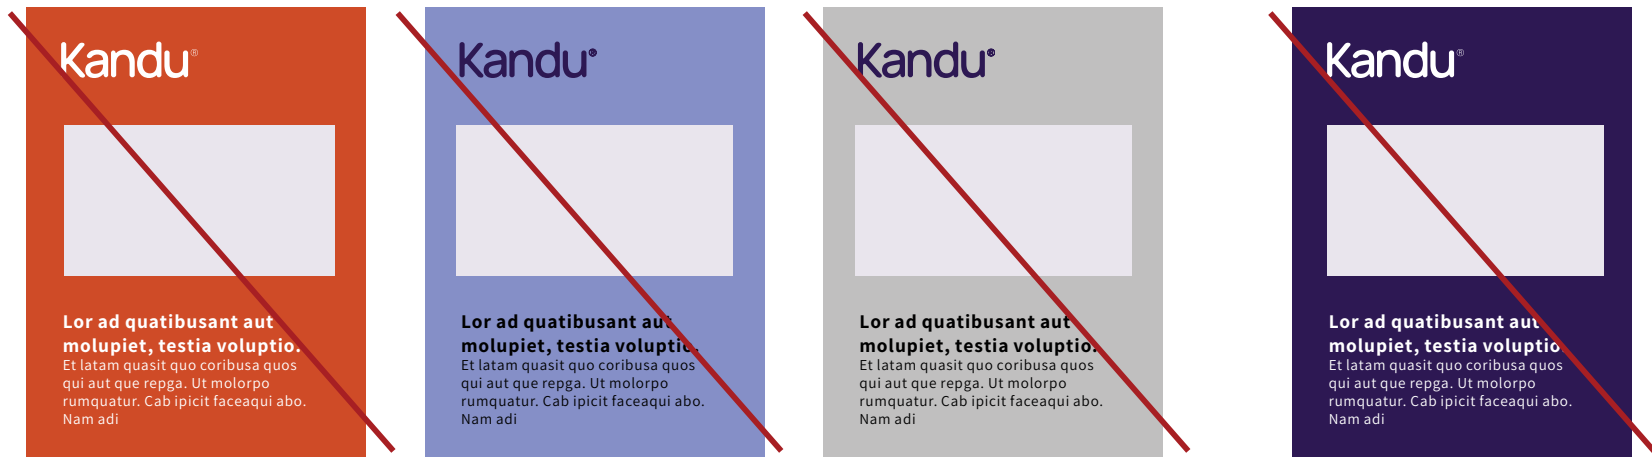 Kandu®
Lor ad quatibusant aut
molupiet, testia voluptio.
Et latam quasit quo coribusa quos
qui aut que repga. Ut molorpo
rumquatur. Cab ipicit faceaqui abo.
Nam adi
Kandu®
Lor ad quatibusant aut
molupiet, testia voluptio.
Et latam quasit quo coribusa quos
qui aut que repga. Ut molorpo
rumquatur. Cab ipicit faceaqui abo.
Nam adi
Kandu®
Lor ad quatibusant aut
molupiet, testia voluptio.
Et latam quasit quo coribusa quos
qui aut que repga. Ut molorpo
rumquatur. Cab ipicit faceaqui abo.
Nam adi
Kandu®
Lor ad quatibusant aut
molupiet, testia voluptio.
Et latam quasit quo coribusa quos
qui aut que repga. Ut molorpo
rumquatur. Cab ipicit faceaqui abo.
Nam adi